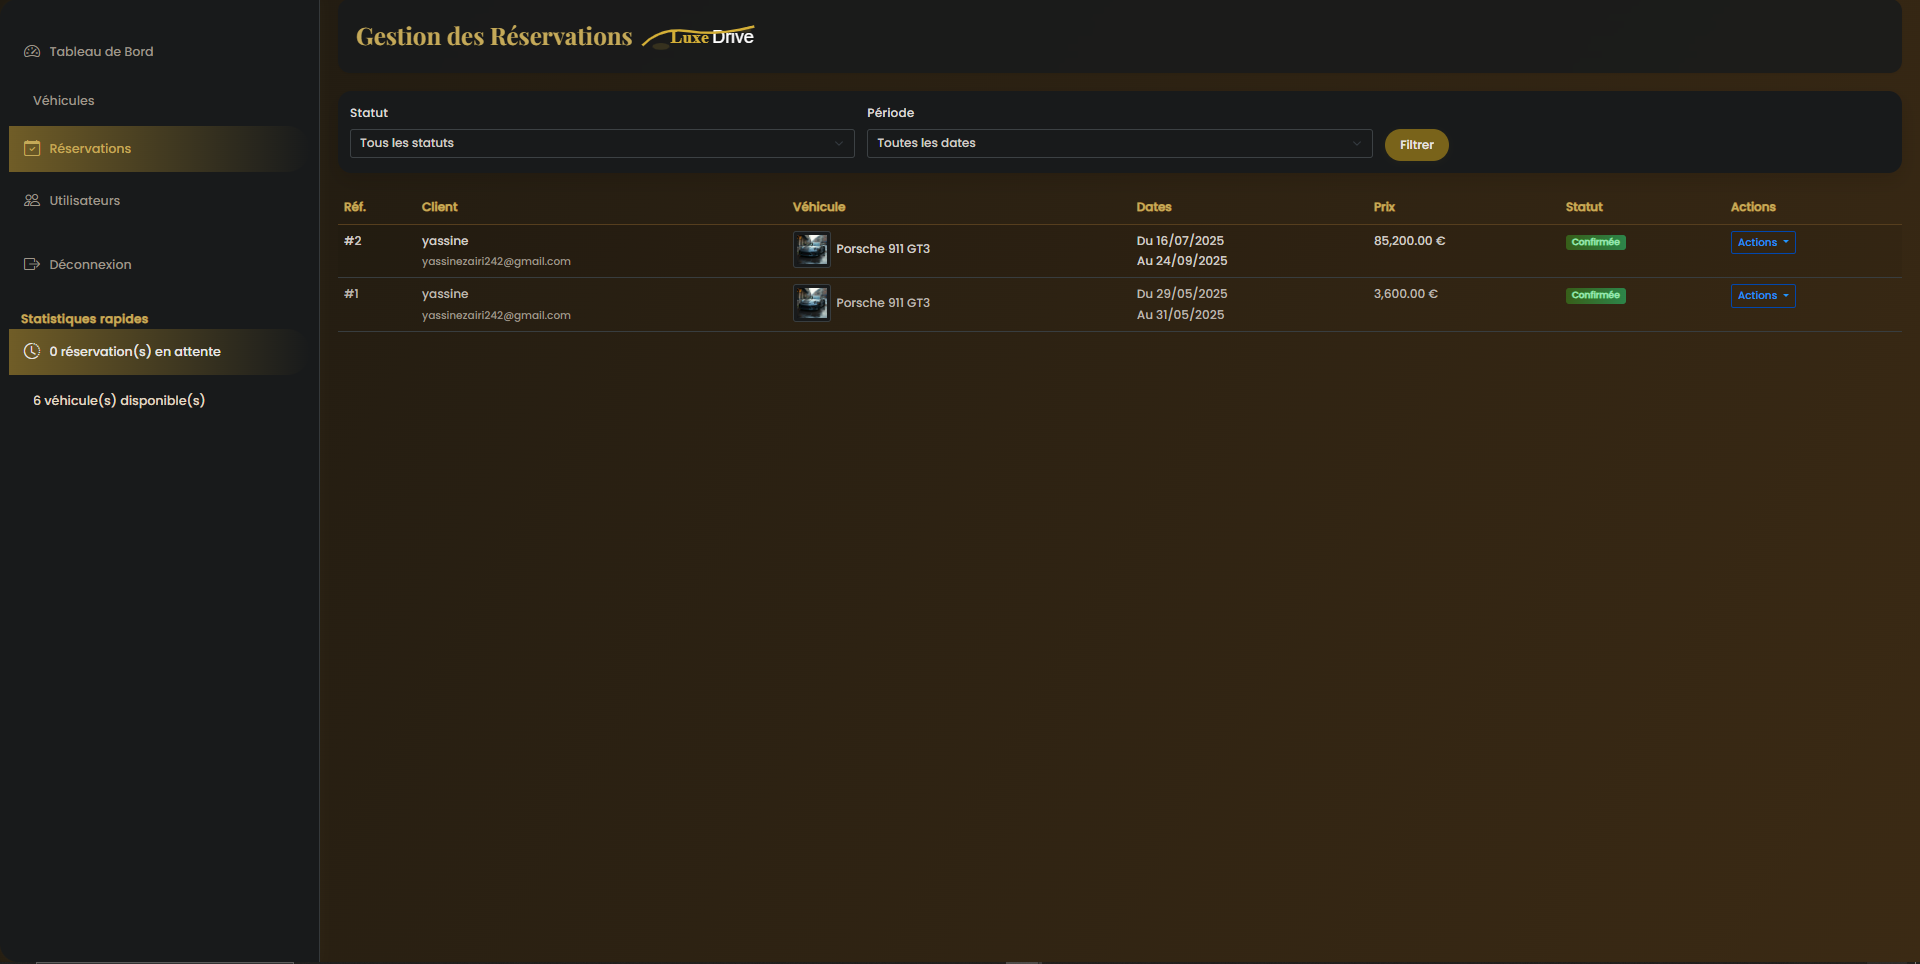 Tableau de Bord
Véhicules
Réservations
Utilisateurs
Déconnexion
Statistiques rapides
0 réservation(s) en attente
6 véhicule(s) disponible(s)
Gestion des Réservations Luxe Drive
Statut Période
Tous les statuts Toutes les dates Filtrer
Réf. Client Véhicule Dates Prix Statut Actions
#2 yassine Porsche 911 GT3 Du 16/07/2025 85,200.00 € Confirmée Actions
yassinezairi242@gmail.com Au 24/09/2025
#1 yassine Porsche 911 GT3 Du 29/05/2025 3,600.00 € Confirmée Actions
yassinezairi242@gmail.com Au 31/05/2025